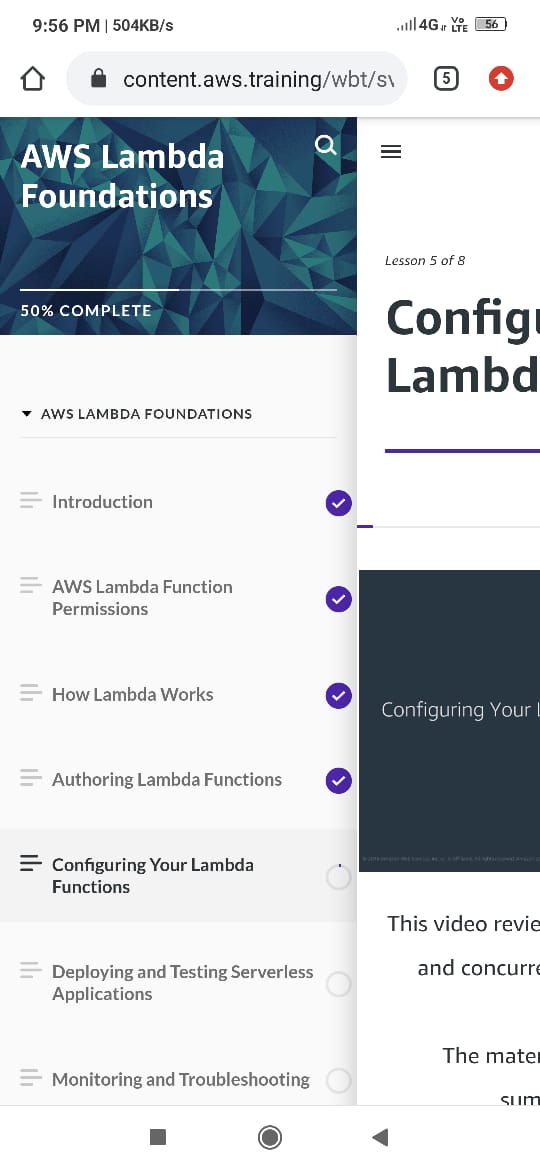 9:56 PM | 504KB/s
4G
Vo
LTE
56
content.aws.training/wbt/sv
5
AWS Lambda
Foundations
50% COMPLETE
AWS LAMBDA FOUNDATIONS
Introduction
AWS Lambda Function
Permissions
How Lambda Works
Authoring Lambda Functions
Configuring Your Lambda
Functions
Deploying and Testing Serverless
Applications
Monitoring and Troubleshooting
Lesson 5 of 8
Config
Lambd
Configuring Your
This video revie
and concurre
The mater
sum